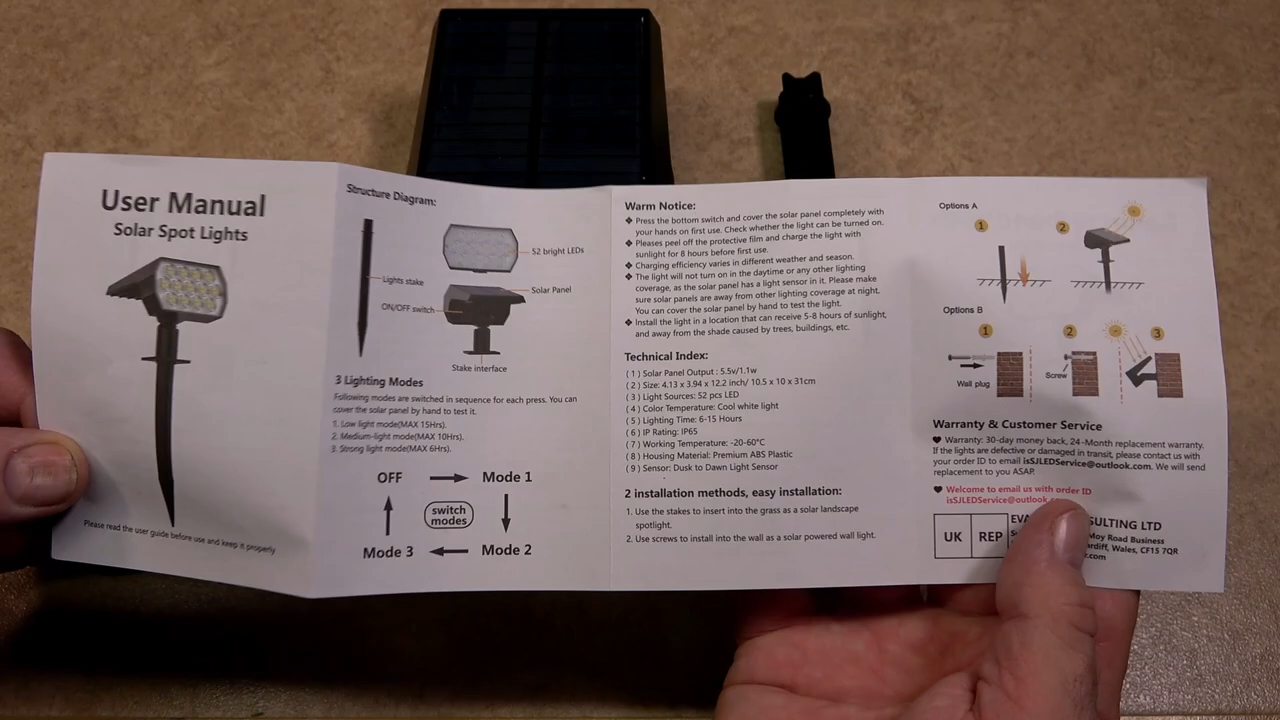 User Manual
Solar Spot Lights
Please read the user guide before use and keep it properly
Structure Diagram:
52 bright LEDs
Lights stake
Solar Panel
ON/OFF switch
Stake interface
3 Lighting Modes
Following modes are switched in sequence for each press. You can
cover the solar panel by hand to test it.
1. Low light mode(MAX 15Hrs).
2. Medium-light mode(MAX 10Hrs).
3. Strong light mode(MAX 6Hrs).
OFF
Mode 1
switch
modes
Mode 3
Mode 2
Warm Notice:
❖ Press the bottom switch and cover the solar panel completely with
your hands on first use. Check whether the light can be turned on.
❖ Pleases peel off the protective film and charge the light with
sunlight for 8 hours before first use.
❖ Charging efficiency varies in different weather and season.
❖ The light will not turn on in the daytime or any other lighting
coverage, as the solar panel has a light sensor in it. Please make
sure solar panels are away from other lighting coverage at night.
You can cover the solar panel by hand to test the light.
❖ Install the light in a location that can receive 5-8 hours of sunlight,
and away from the shade caused by trees, buildings, etc.
Technical Index:
( 1 ) Solar Panel Output : 5.5v/1.1w
( 2 ) Size: 4.13 x 3.94 x 12.2 inch/ 10.5 x 10 x 31cm
( 3 ) Light Sources: 52 pcs LED
( 4 ) Color Temperature: Cool white light
( 5 ) Lighting Time: 6-15 Hours
( 6 ) IP Rating: IP65
( 7 ) Working Temperature: -20-60°C
( 8 ) Housing Material: Premium ABS Plastic
( 9 ) Sensor: Dusk to Dawn Light Sensor
2 installation methods, easy installation:
1. Use the stakes to insert into the grass as a solar landscape
spotlight.
2. Use screws to install into the wall as a solar powered wall light.
Options A
1
2
Options B
1
2
3
Wall plug
Screw
Warranty & Customer Service
♥ Warranty: 30-day money back, 24-Month replacement warranty.
If the lights are defective or damaged in transit, please contact us with
your order ID to email isSJLEDService@outlook.com. We will send
replacement to you ASAP.
♥ Welcome to email us with order ID
isSJLEDService@outlook.
UK REP
SULTING LTD
Moy Road Business
Wales, CF15 7QR